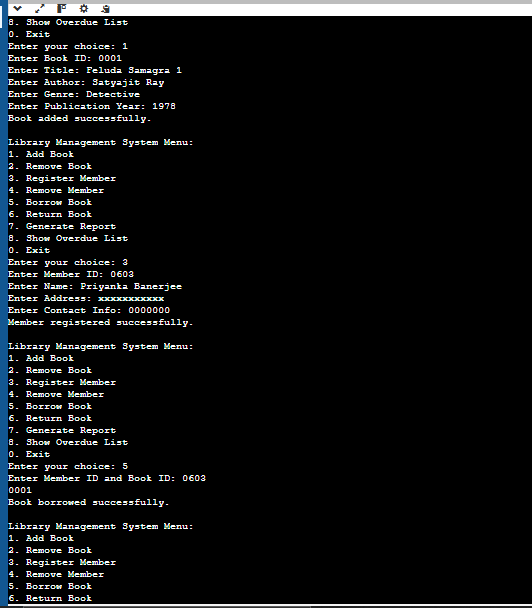 8. Show Overdue List
0. Exit
Enter your choice: 1
Enter Book ID: 0001
Enter Title: Feluda Samagra 1
Enter Author: Satyajit Ray
Enter Genre: Detective
Enter Publication Year: 1978
Book added successfully.
Library Management System Menu:
1. Add Book
2. Remove Book
3. Register Member
4. Remove Member
5. Borrow Book
6. Return Book
7. Generate Report
8. Show Overdue List
0. Exit
Enter your choice: 3
Enter Member ID: 0603
Enter Name: Priyanka Banerjee
Enter Address: xxxxxxxxxxx
Enter Contact Info: 0000000
Member registered successfully.
Library Management System Menu:
1. Add Book
2. Remove Book
3. Register Member
4. Remove Member
5. Borrow Book
6. Return Book
7. Generate Report
8. Show Overdue List
0. Exit
Enter your choice: 5
Enter Member ID and Book ID: 0603
0001
Book borrowed successfully.
Library Management System Menu:
1. Add Book
2. Remove Book
3. Register Member
4. Remove Member
5. Borrow Book
6. Return Book